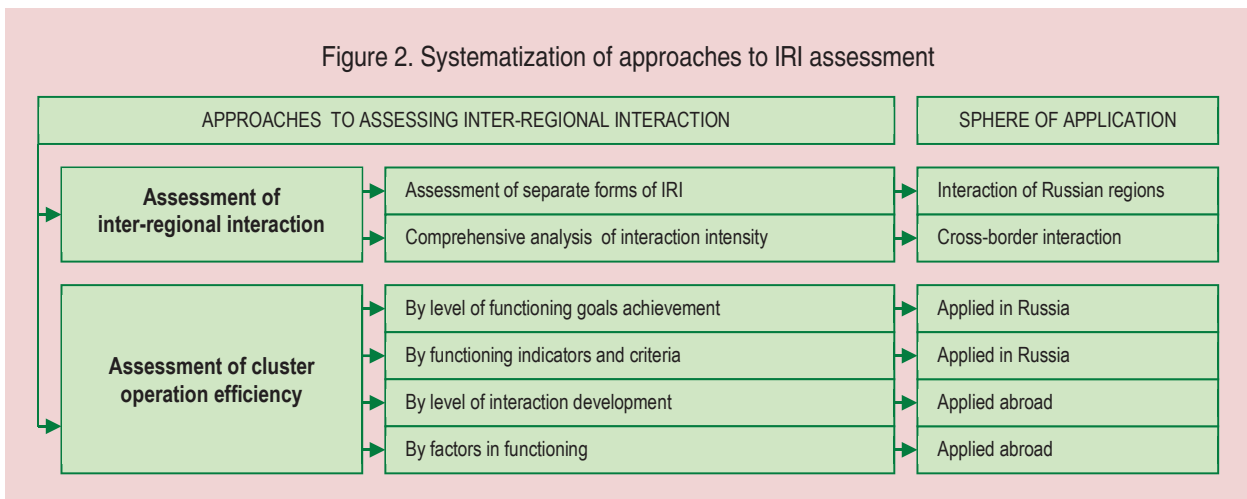 Figure 2. Systematization of approaches to IRI assessment
APPROACHES TO ASSESSING INTER-REGIONAL INTERACTION
SPHERE OF APPLICATION
Assessment of
inter-regional interaction
Assessment of separate forms of IRI
Interaction of Russian regions
Comprehensive analysis of interaction intensity
Cross-border interaction
Assessment of cluster
operation efficiency
By level of functioning goals achievement
Applied in Russia
By functioning indicators and criteria
Applied in Russia
By level of interaction development
Applied abroad
By factors in functioning
Applied abroad